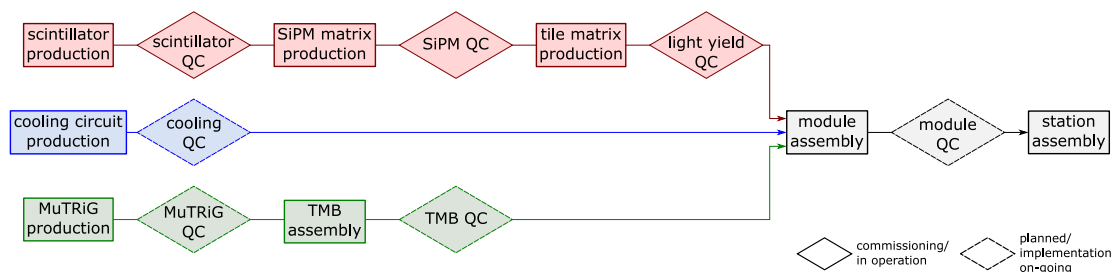 scintillator
production
scintillator
QC
SiPM matrix
production
SiPM QC
tile matrix
production
light yield
QC
cooling circuit
production
cooling
QC
module
assembly
module
QC
station
assembly
MuTRiG
production
MuTRiG
QC
TMB
assembly
TMB QC
commissioning/
in operation
planned/
implementation
on-going